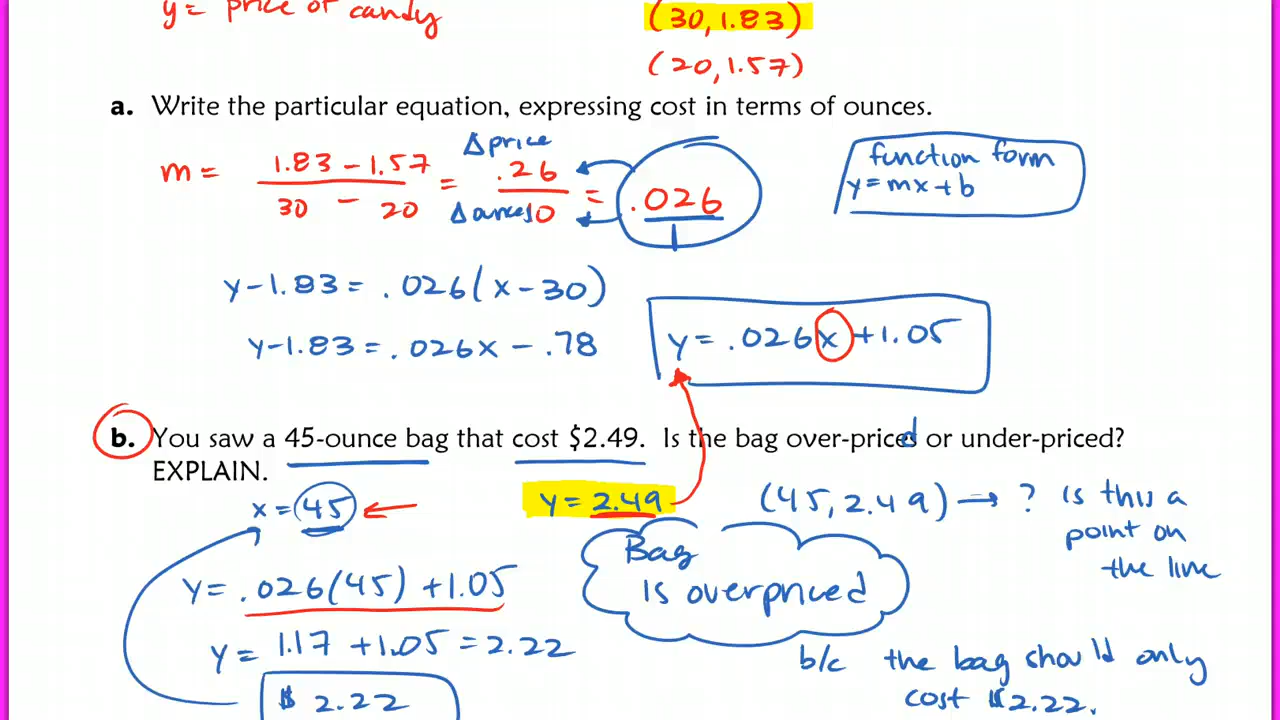 y = price of candy
(30, 1.83)
(20, 1.57)
a. Write the particular equation, expressing cost in terms of ounces.
m = 1.83 - 1.57 / 30 - 20 = Δprice .26 / Δounces 10 = .026
function form
y = mx + b
y - 1.83 = .026(x - 30)
y - 1.83 = .026x - .78
y = .026x + 1.05
b. You saw a 45-ounce bag that cost $2.49. Is the bag over-priced or under-priced?
EXPLAIN.
x = 45
y = 2.49
(45, 2.49) → ? is this a
point on
the line
Bag
is overpriced
y = .026(45) + 1.05
y = 1.17 + 1.05 = 2.22
$ 2.22
b/c the bag should only
cost $2.22.